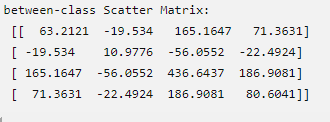 between-class Scatter Matrix:
[[ 63.2121 -19.534 165.1647 71.3631]
[ -19.534 10.9776 -56.0552 -22.4924]
[ 165.1647 -56.0552 436.6437 186.9081]
[ 71.3631 -22.4924 186.9081 80.6041]]